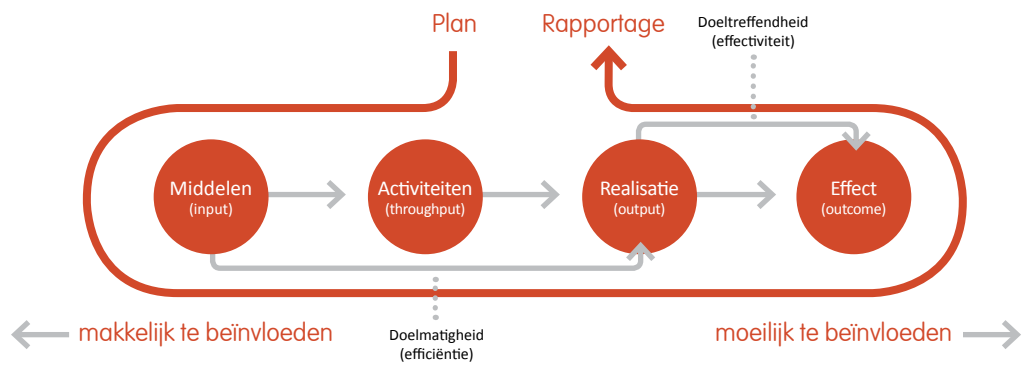 Plan
Rapportage
Doeltreffendheid
(effectiviteit)
Middelen
(input)
Activiteiten
(throughput)
Realisatie
(output)
Effect
(outcome)
makkelijk te beïnvloeden
Doelmatigheid
(efficiëntie)
moeilijk te beïnvloeden